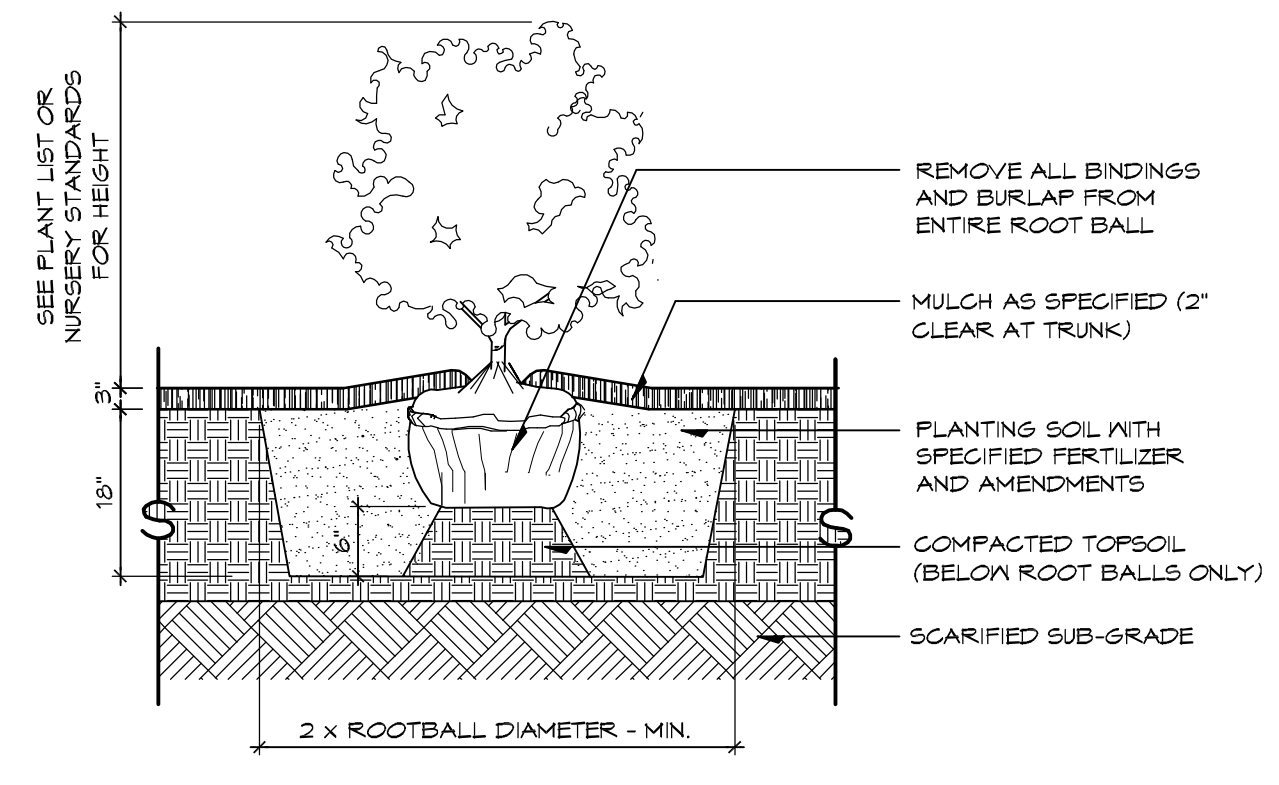 SEE PLANT LIST OR
NURSERY STANDARDS
FOR HEIGHT
REMOVE ALL BINDINGS
AND BURLAP FROM
ENTIRE ROOT BALL
MULCH AS SPECIFIED (2"
CLEAR AT TRUNK)
3"
PLANTING SOIL WITH
SPECIFIED FERTILIZER
AND AMENDMENTS
18"
S
S
6"
COMPACTED TOPSOIL
(BELOW ROOT BALLS ONLY)
SCARIFIED SUB-GRADE
2 x ROOTBALL DIAMETER - MIN.